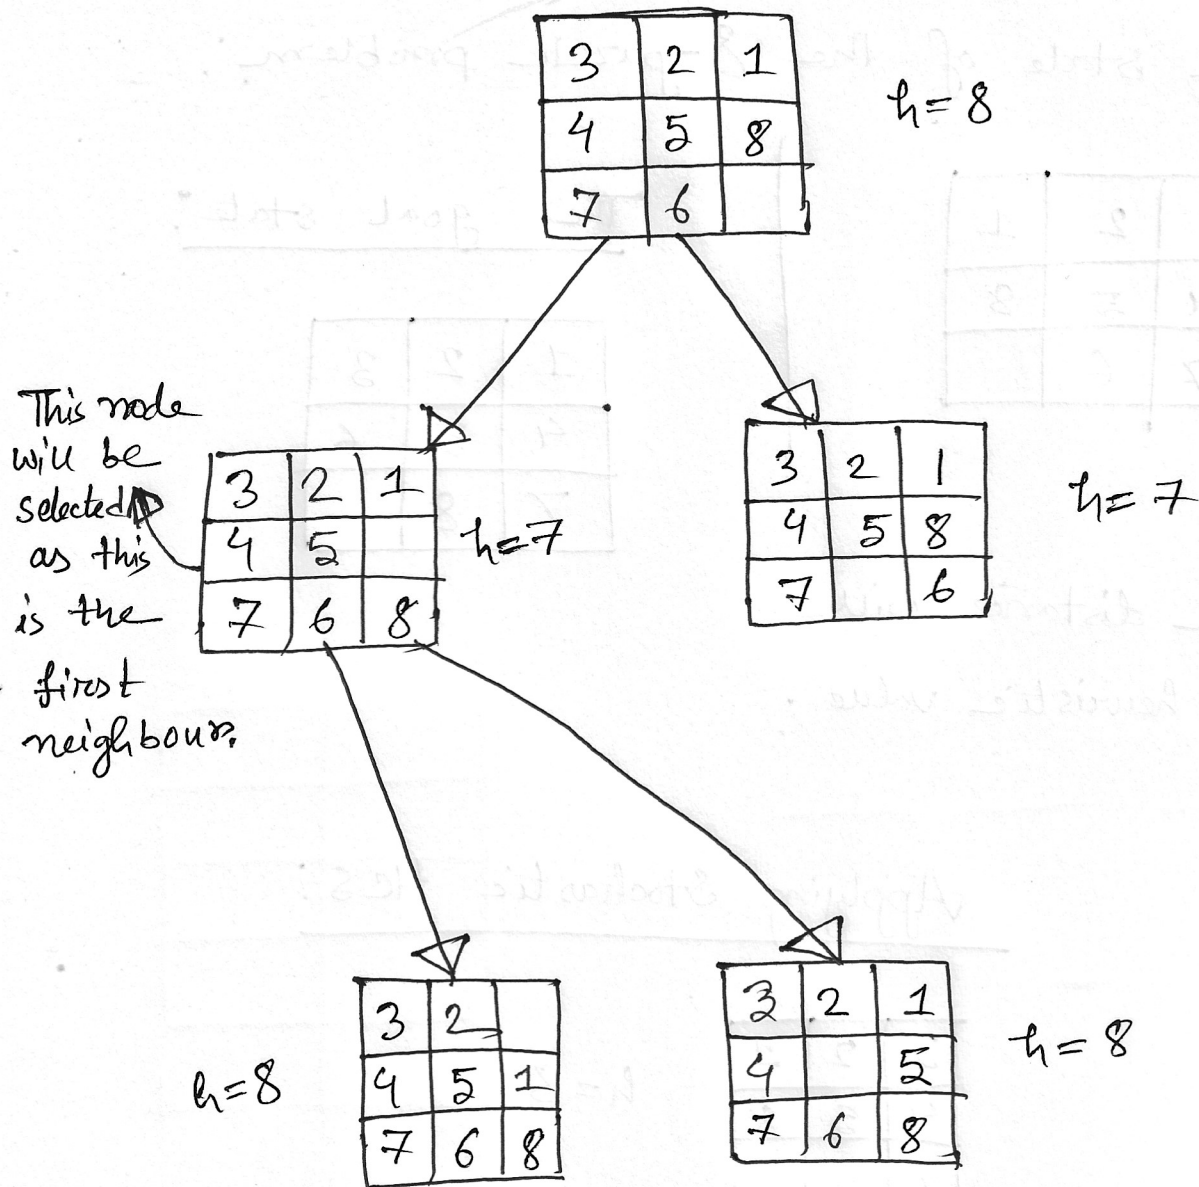 3 2 1
4 5 8
7 6
h=8
This node
will be
selected
as this
is the
first
neighbour.
3 2 1
4 5
7 6 8
h=7
3 2 1
4 5 8
7 6
h=7
3 2
4 5 1
7 6 8
h=8
3 2 1
4 5
7 6 8
h=8